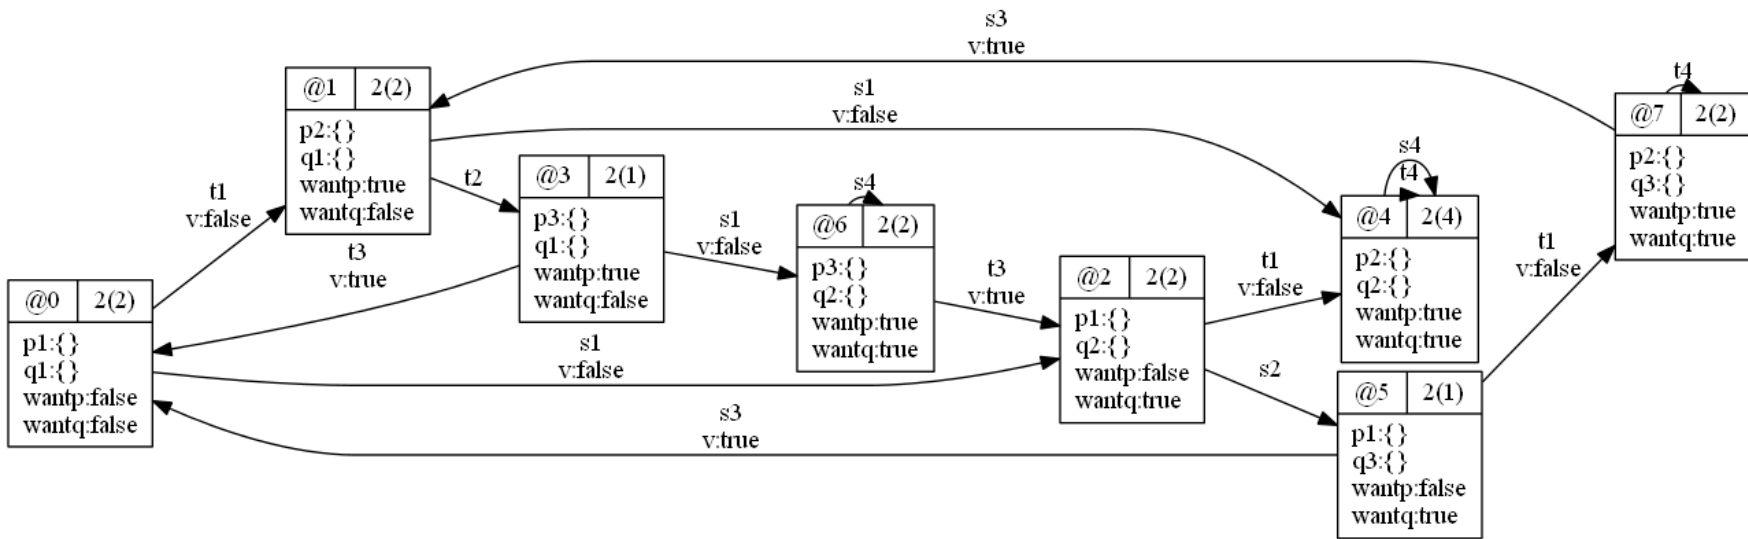 s3
v:true
@1 2(2)
p2:{}
q1:{}
wantp:true
wantq:false
s1
v:false
t4
@7 2(2)
p2:{}
q3:{}
wantp:true
wantq:true
t1
v:false
t2
@3 2(1)
p3:{}
q1:{}
wantp:true
wantq:false
t3
v:true
s1
v:false
s4
@6 2(2)
p3:{}
q2:{}
wantp:true
wantq:true
s4
t4
@4 2(4)
p2:{}
q2:{}
wantp:true
wantq:true
t1
v:false
@0 2(2)
p1:{}
q1:{}
wantp:false
wantq:false
t3
v:true
@2 2(2)
p1:{}
q2:{}
wantp:false
wantq:true
t1
v:false
s1
v:false
s2
@5 2(1)
p1:{}
q3:{}
wantp:false
wantq:true
s3
v:true